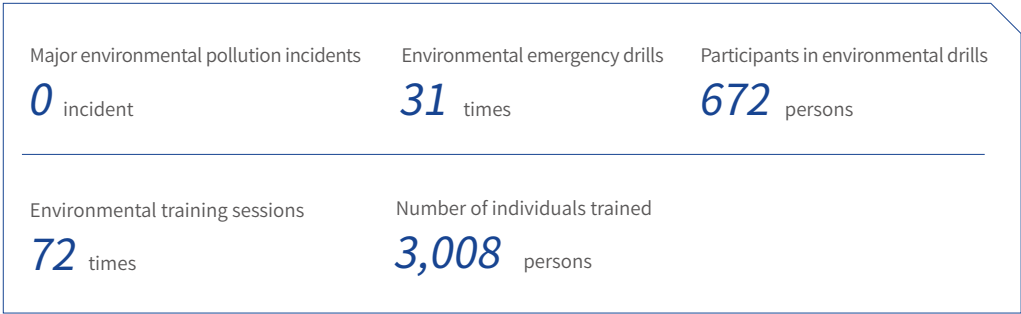 Major environmental pollution incidents
0 incident
Environmental emergency drills
31 times
Participants in environmental drills
672 persons
Environmental training sessions
72 times
Number of individuals trained
3,008 persons